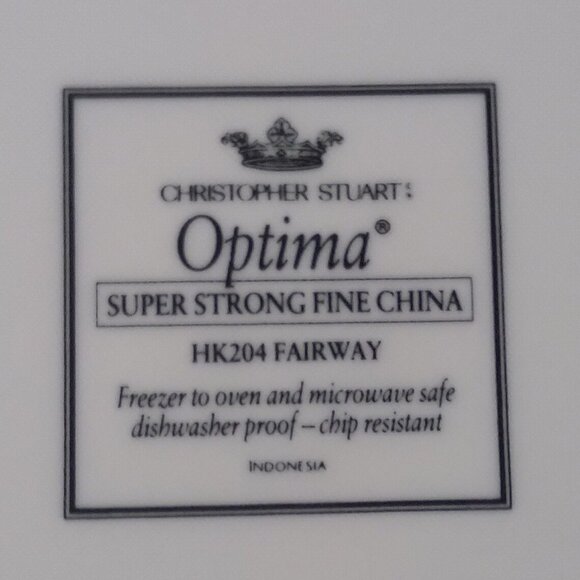 CHRISTOPHER STUART
Optima®
SUPER STRONG FINE CHINA
HK204 FAIRWAY
Freezer to oven and microwave safe
dishwasher proof – chip resistant
INDONESIA